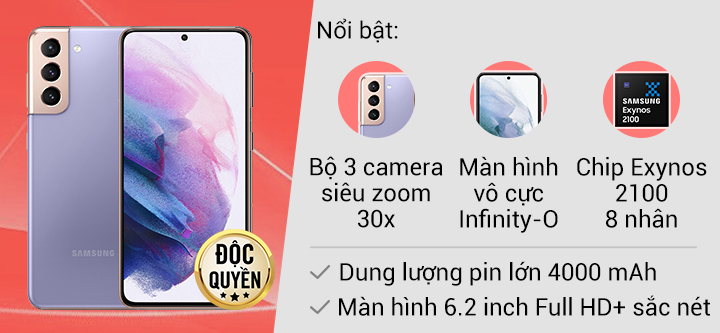 SAMSUNG
ĐỘC
QUYỀN
Nổi bật:
SAMSUNG
Exynos
2100
Bộ 3 camera
siêu zoom
30x
Màn hình
vô cực
Infinity-O
Chip Exynos
2100
8 nhân
Dung lượng pin lớn 4000 mAh
Màn hình 6.2 inch Full HD+ sắc nét